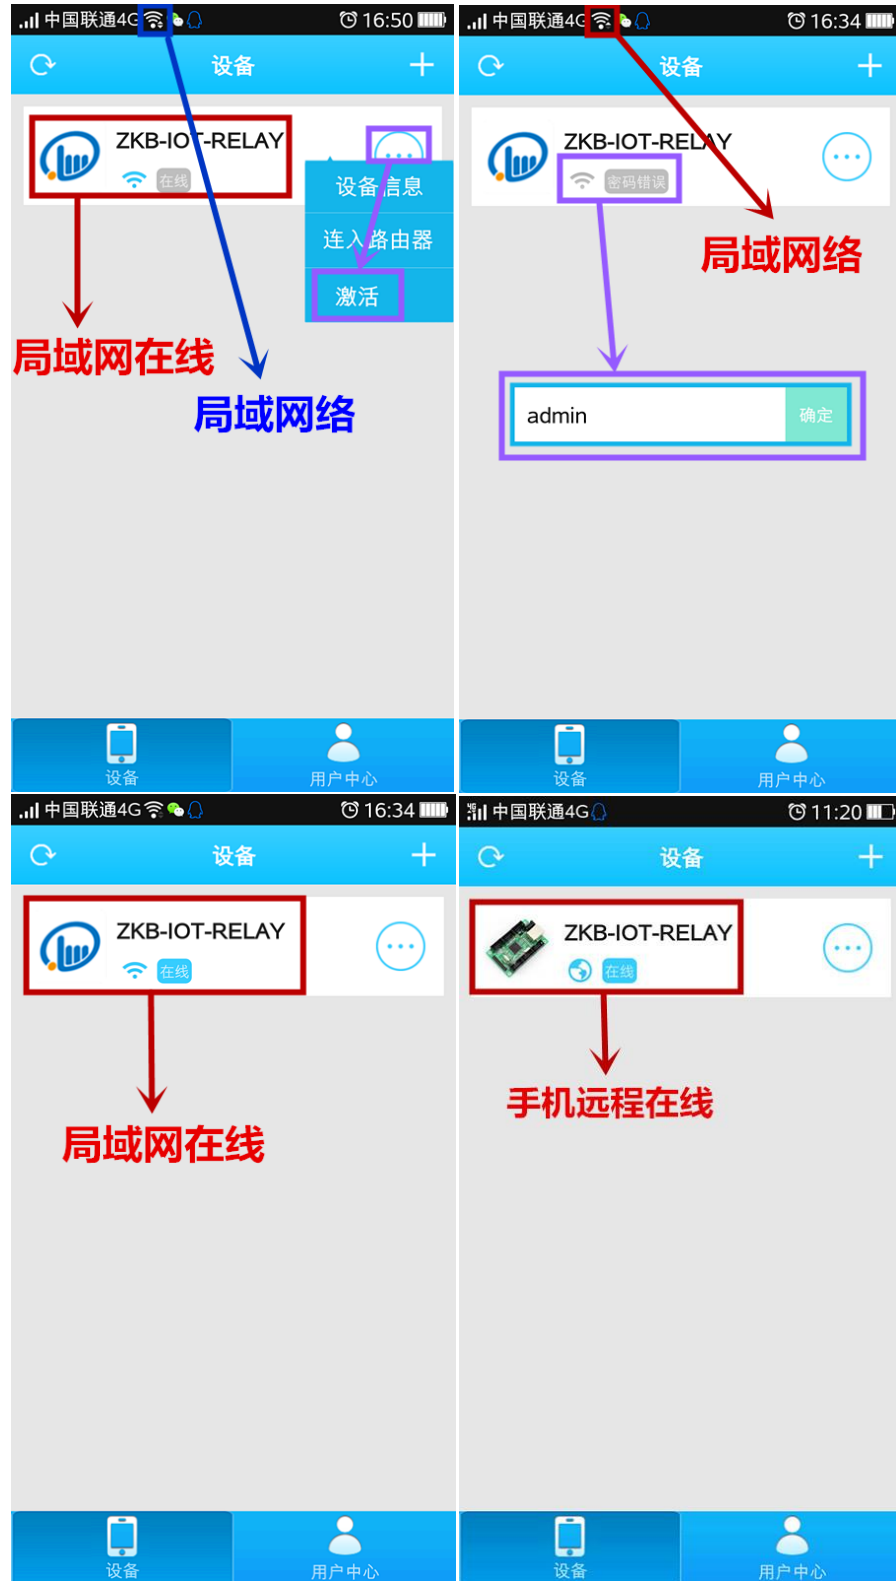 中国联通4G 16:50
设备
ZKB-IOT-RELAY
在线
设备信息
连入路由器
激活
局域网在线
局域网络
设备
用户中心
中国联通4G 16:34
设备
ZKB-IOT-RELAY
密码错误
局域网络
admin
确定
设备
用户中心
中国联通4G 16:34
设备
ZKB-IOT-RELAY
在线
局域网在线
设备
用户中心
4G 中国联通4G 11:20
设备
ZKB-IOT-RELAY
在线
手机远程在线
设备
用户中心